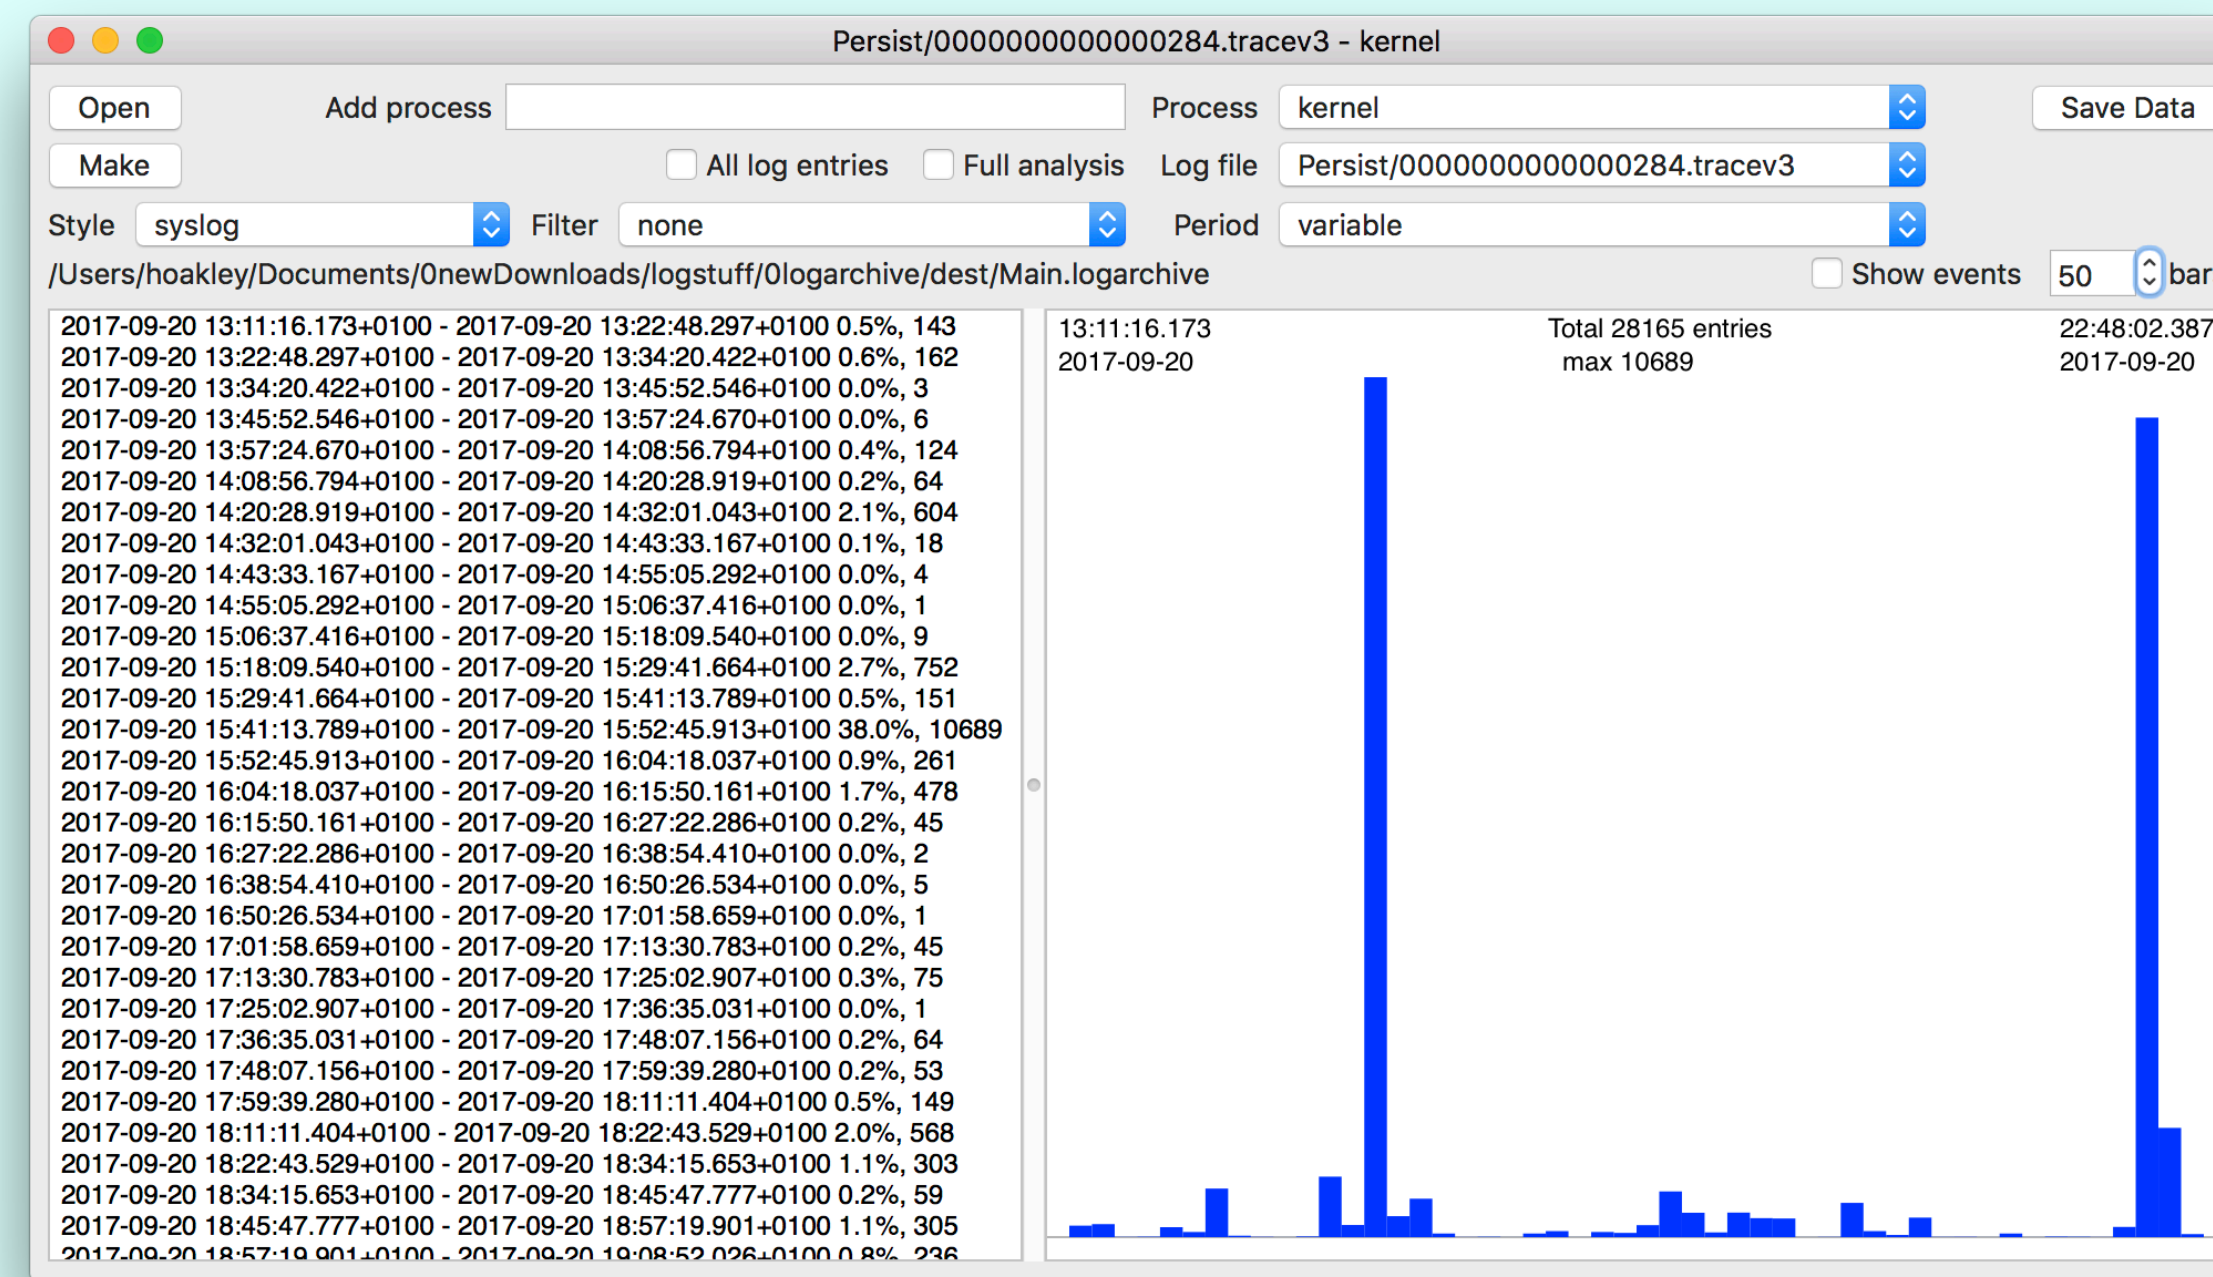 Persist/0000000000000284.tracev3 - kernel
Open Add process Process kernel Save Data
Make All log entries Full analysis Log file Persist/0000000000000284.tracev3
Style syslog Filter none Period variable
/Users/hoakley/Documents/0newDownloads/logstuff/0logarchive/dest/Main.logarchive Show events 50 bar
2017-09-20 13:11:16.173+0100 - 2017-09-20 13:22:48.297+0100 0.5%, 143
2017-09-20 13:22:48.297+0100 - 2017-09-20 13:34:20.422+0100 0.6%, 162
2017-09-20 13:34:20.422+0100 - 2017-09-20 13:45:52.546+0100 0.0%, 3
2017-09-20 13:45:52.546+0100 - 2017-09-20 13:57:24.670+0100 0.0%, 6
2017-09-20 13:57:24.670+0100 - 2017-09-20 14:08:56.794+0100 0.4%, 124
2017-09-20 14:08:56.794+0100 - 2017-09-20 14:20:28.919+0100 0.2%, 64
2017-09-20 14:20:28.919+0100 - 2017-09-20 14:32:01.043+0100 2.1%, 604
2017-09-20 14:32:01.043+0100 - 2017-09-20 14:43:33.167+0100 0.1%, 18
2017-09-20 14:43:33.167+0100 - 2017-09-20 14:55:05.292+0100 0.0%, 4
2017-09-20 14:55:05.292+0100 - 2017-09-20 15:06:37.416+0100 0.0%, 1
2017-09-20 15:06:37.416+0100 - 2017-09-20 15:18:09.540+0100 0.0%, 9
2017-09-20 15:18:09.540+0100 - 2017-09-20 15:29:41.664+0100 2.7%, 752
2017-09-20 15:29:41.664+0100 - 2017-09-20 15:41:13.789+0100 0.5%, 151
2017-09-20 15:41:13.789+0100 - 2017-09-20 15:52:45.913+0100 38.0%, 10689
2017-09-20 15:52:45.913+0100 - 2017-09-20 16:04:18.037+0100 0.9%, 261
2017-09-20 16:04:18.037+0100 - 2017-09-20 16:15:50.161+0100 1.7%, 478
2017-09-20 16:15:50.161+0100 - 2017-09-20 16:27:22.286+0100 0.2%, 45
2017-09-20 16:27:22.286+0100 - 2017-09-20 16:38:54.410+0100 0.0%, 2
2017-09-20 16:38:54.410+0100 - 2017-09-20 16:50:26.534+0100 0.0%, 5
2017-09-20 16:50:26.534+0100 - 2017-09-20 17:01:58.659+0100 0.0%, 1
2017-09-20 17:01:58.659+0100 - 2017-09-20 17:13:30.783+0100 0.2%, 45
2017-09-20 17:13:30.783+0100 - 2017-09-20 17:25:02.907+0100 0.3%, 75
2017-09-20 17:25:02.907+0100 - 2017-09-20 17:36:35.031+0100 0.0%, 1
2017-09-20 17:36:35.031+0100 - 2017-09-20 17:48:07.156+0100 0.2%, 64
2017-09-20 17:48:07.156+0100 - 2017-09-20 17:59:39.280+0100 0.2%, 53
2017-09-20 17:59:39.280+0100 - 2017-09-20 18:11:11.404+0100 0.5%, 149
2017-09-20 18:11:11.404+0100 - 2017-09-20 18:22:43.529+0100 2.0%, 568
2017-09-20 18:22:43.529+0100 - 2017-09-20 18:34:15.653+0100 1.1%, 303
2017-09-20 18:34:15.653+0100 - 2017-09-20 18:45:47.777+0100 0.2%, 59
2017-09-20 18:45:47.777+0100 - 2017-09-20 18:57:19.901+0100 1.1%, 305
2017-09-20 18:57:19.901+0100 - 2017-09-20 19:08:52.026+0100 0.8%, 236
13:11:16.173 Total 28165 entries 22:48:02.387
2017-09-20 max 10689 2017-09-20